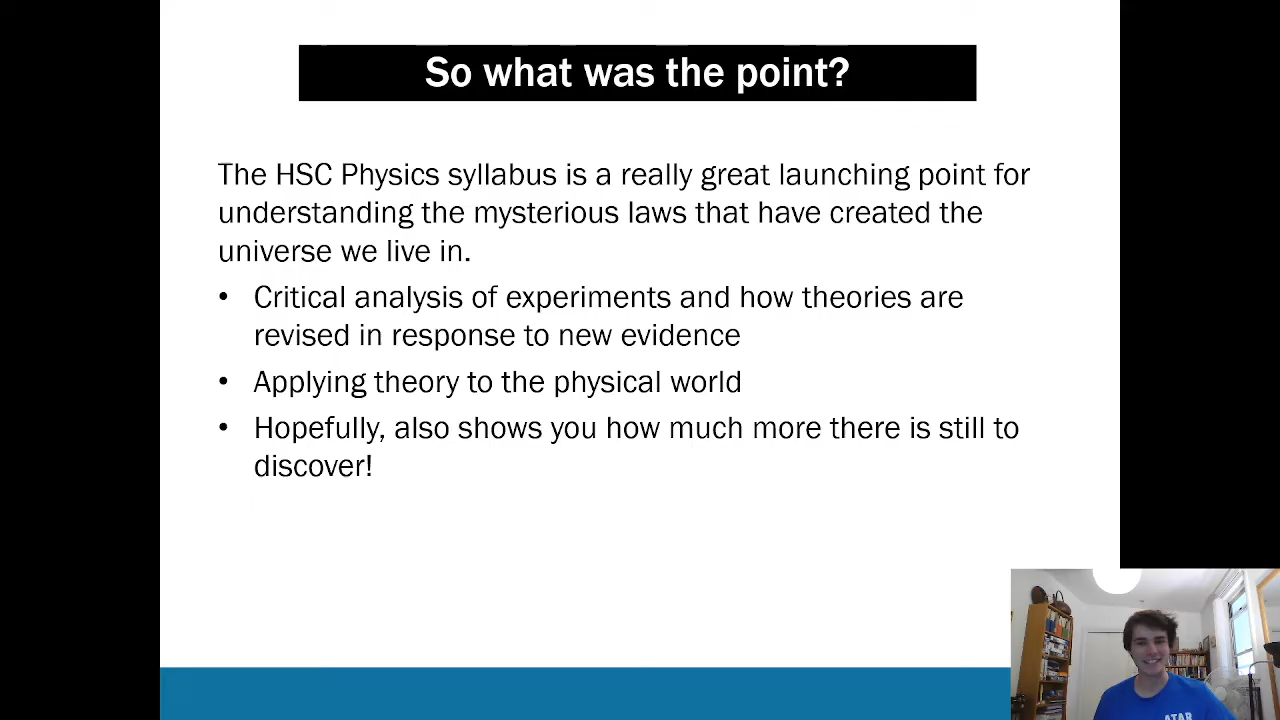 So what was the point?
The HSC Physics syllabus is a really great launching point for
understanding the mysterious laws that have created the
universe we live in.
• Critical analysis of experiments and how theories are
revised in response to new evidence
• Applying theory to the physical world
• Hopefully, also shows you how much more there is still to
discover!
ATAR